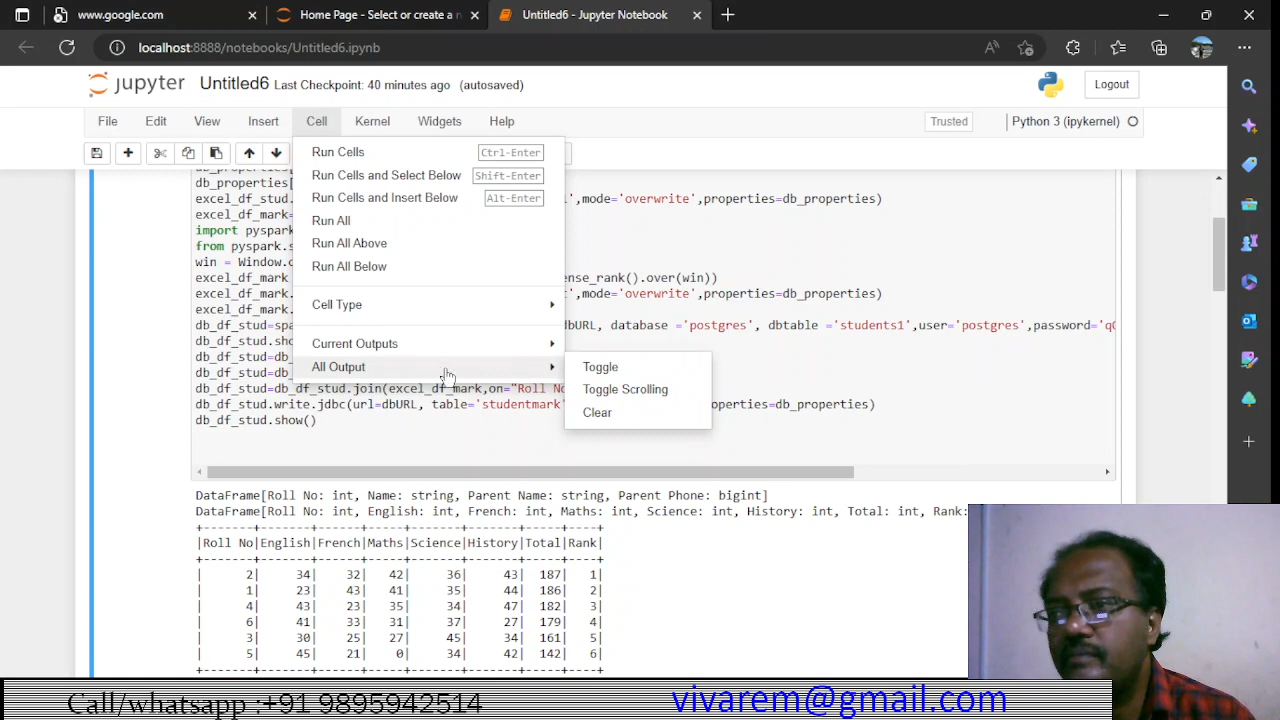 www.google.com
Home Page - Select or create a n
Untitled6 - Jupyter Notebook
localhost:8888/notebooks/Untitled6.ipynb
jupyter Untitled6 Last Checkpoint: 40 minutes ago (autosaved)
Logout
File Edit View Insert Cell Kernel Widgets Help
Trusted
Python 3 (ipykernel)
Run Cells Ctrl-Enter
Run Cells and Select Below Shift-Enter
Run Cells and Insert Below Alt-Enter
Run All
Run All Above
Run All Below
Cell Type
Current Outputs
All Output
Toggle
Toggle Scrolling
Clear
db_properties[
excel_df_stud. ',mode='overwrite',properties=db_properties)
excel_df_mark=
import pyspark
from pyspark.s
win = Window.
excel_df_mark ense_rank().over(win))
excel_df_mark. ',mode='overwrite',properties=db_properties)
excel_df_mark.
db_df_stud=spa dbURL, database ='postgres', dbtable ='students1',user='postgres',password='q
db_df_stud.sho
db_df_stud=db_
db_df_stud=db_
db_df_stud=db_df_stud.join(excel_df_mark,on="Roll No
db_df_stud.write.jdbc(url=dbURL, table='studentmark' properties=db_properties)
db_df_stud.show()
DataFrame[Roll No: int, Name: string, Parent Name: string, Parent Phone: bigint]
DataFrame[Roll No: int, English: int, French: int, Maths: int, Science: int, History: int, Total: int, Rank:
+-------+-------+------+-----+-------+-------+-----+----+
|Roll No|English|French|Maths|Science|History|Total|Rank|
+-------+-------+------+-----+-------+-------+-----+----+
| 2| 34| 32| 42| 36| 43| 187| 1|
| 1| 23| 43| 41| 35| 44| 186| 2|
| 4| 43| 23| 35| 34| 47| 182| 3|
| 6| 41| 33| 31| 37| 27| 179| 4|
| 3| 30| 25| 27| 45| 34| 161| 5|
| 5| 45| 21| 0| 34| 42| 142| 6|
+-------+-------+------+-----+-------+-------+-----+----+
Call/whatsapp :+91 9895942514
vivarem@gmail.com